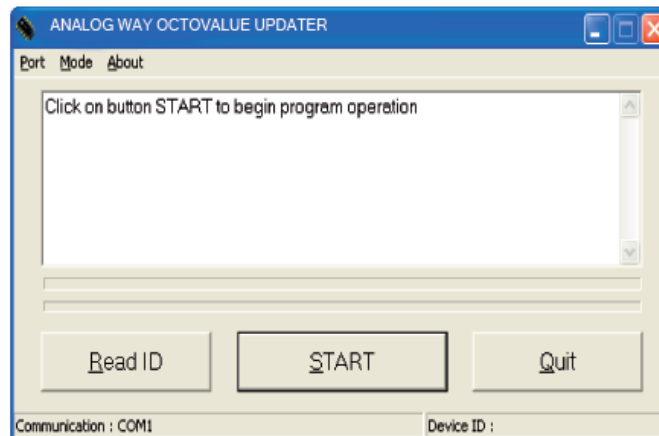 ANALOG WAY OCTOVALUE UPDATER
Port Mode About
Click on button START to begin program operation
Read ID START Quit
Communication : COM1 Device ID :